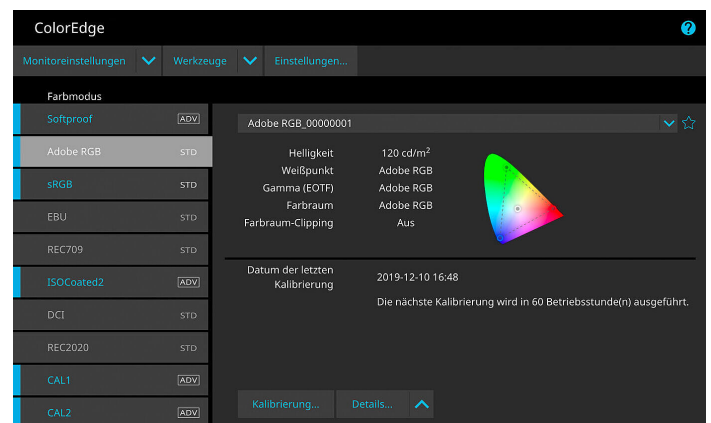 ColorEdge
?
Monitoreinstellungen Werkzeuge Einstellungen...
Farbmodus
Softproof ADV
Adobe RGB STD
sRGB STD
EBU STD
REC709 STD
ISOCoated2 ADV
DCI STD
REC2020 STD
CAL1 ADV
CAL2 ADV
Adobe RGB_00000001
Helligkeit 120 cd/m²
Weißpunkt Adobe RGB
Gamma (EOTF) Adobe RGB
Farbraum Adobe RGB
Farbraum-Clipping Aus
Datum der letzten
Kalibrierung
2019-12-10 16:48
Die nächste Kalibrierung wird in 60 Betriebsstunde(n) ausgeführt.
Kalibrierung... Details...